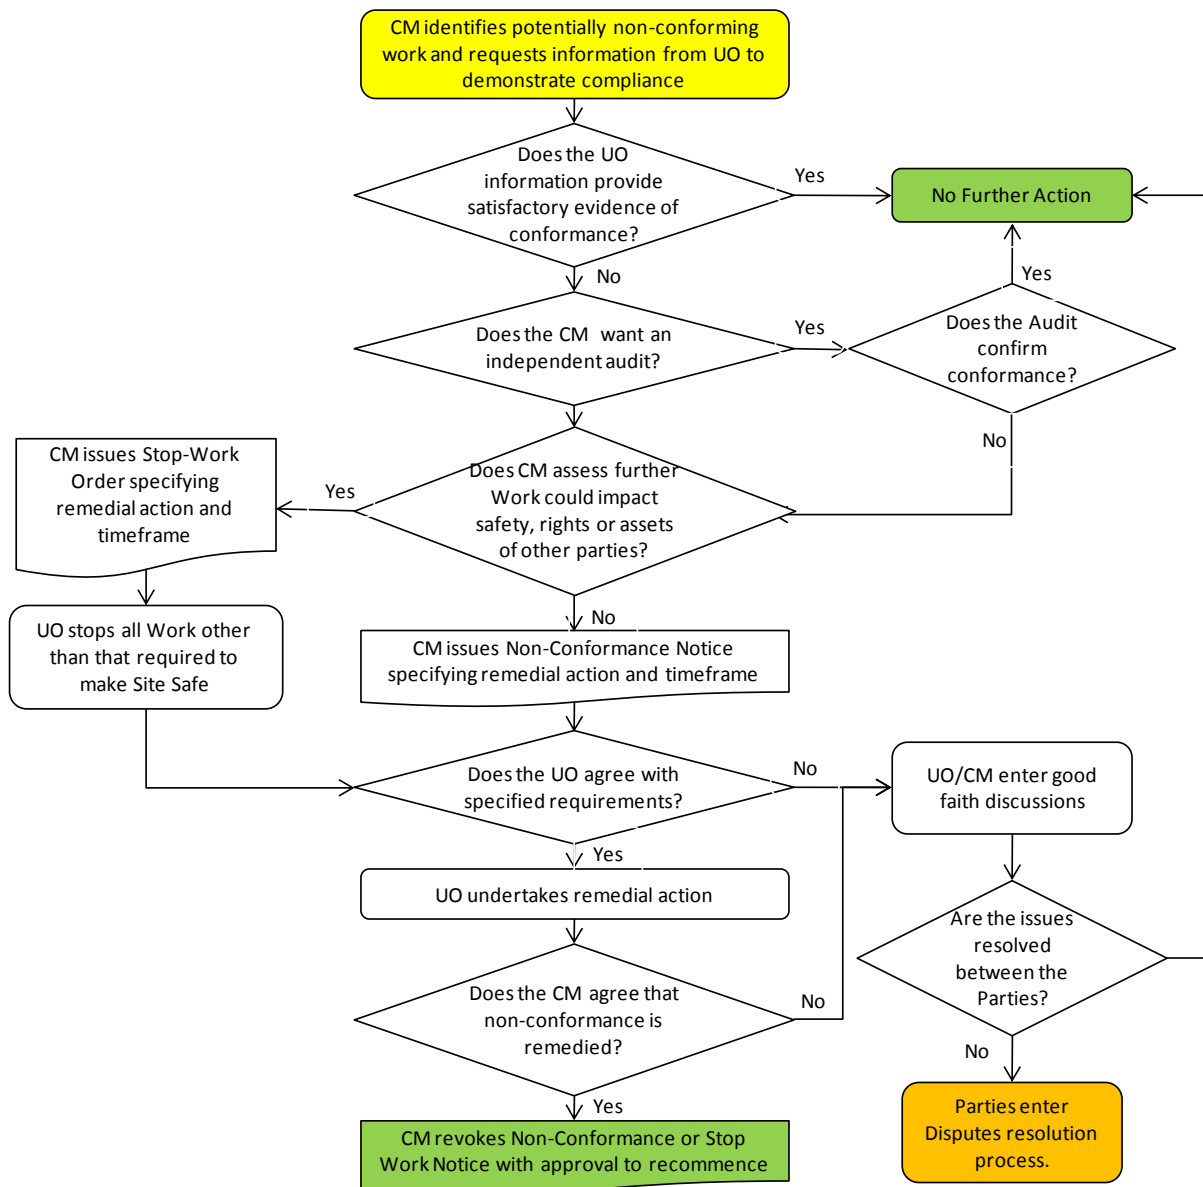 CM identifies potentially non-conforming
work and requests information from UO to
demonstrate compliance
Does the UO
information provide
satisfactory evidence of
conformance?
Yes
No Further Action
No
Yes
Does the CM want an
independent audit?
Yes
Does the Audit
confirm
conformance?
No
CM issues Stop-Work
Order specifying
remedial action and
timeframe
Yes
Does CM assess further
Work could impact
safety, rights or assets
of other parties?
No
UO stops all Work other
than that required to
make Site Safe
CM issues Non-Conformance Notice
specifying remedial action and timeframe
Does the UO agree with
specified requirements?
No
UO/CM enter good
faith discussions
Yes
UO undertakes remedial action
Are the issues
resolved
between the
Parties?
Does the CM agree that
non-conformance is
remedied?
No
No
Yes
Parties enter
Disputes resolution
process.
CM revokes Non-Conformance or Stop
Work Notice with approval to recommence